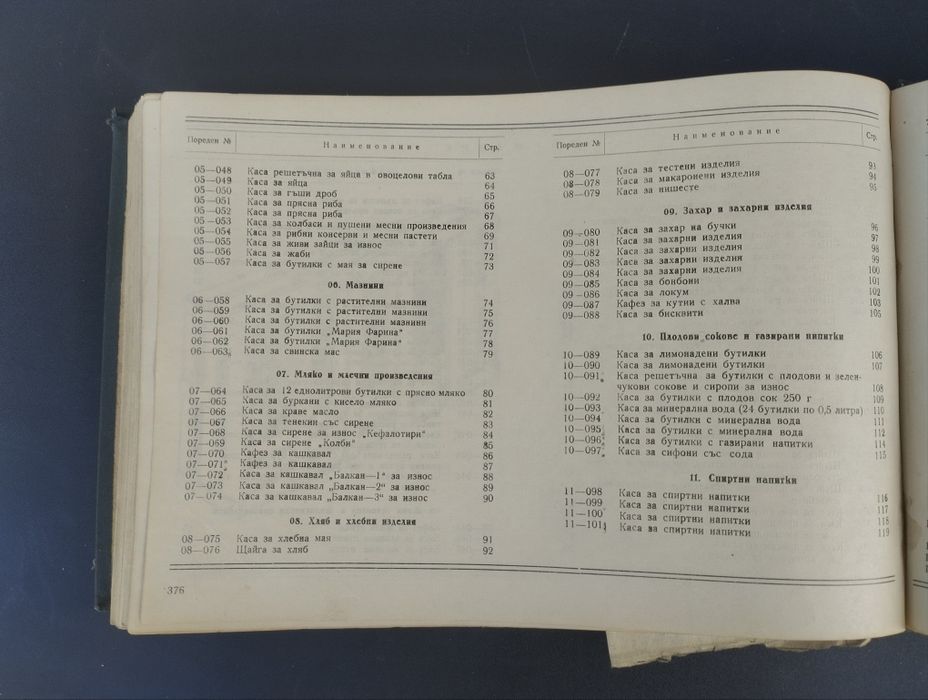 Пореден № Наименование Стр.
05—048 Каса решетъчна за яйца в овоцелови табла 63
05—049 Каса за яйца 64
05—050 Каса за гъши дроб 65
05—051 Каса за прясна риба 66
05—052 Каса за прясна риба 67
05—053 Каса за колбаси и пушени месни произведения 68
05—054 Каса за рибни консерви и месни пастети 69
05—055 Каса за живи зайци за износ 71
05—056 Каса за жаби 72
05—057 Каса за бутилки с мая за сирене 73
06. Мазнини
06—058 Каса за бутилки с растителни мазнини 74
06—059 Каса за бутилки с растителни мазнини 75
06—060 Каса за бутилки с растителни мазнини 76
06—061 Каса за бутилки „Мария Фарина“ 77
06—062 Каса за бутилки „Мария Фарина“ 78
06—063 Каса за свинска мас 79
07. Мляко и млечни произведения
07—064 Каса за 12 еднолитрови бутилки с прясно мляко 80
07—065 Каса за буркани с кисело мляко 81
07—066 Каса за краве масло 82
07—067 Каса за тенекии със сирене 83
07—068 Каса за сирене за износ „Кефалотири“ 84
07—069 Каса за сирене „Колби“ 85
07—070 Кафез за кашкавал 86
07—071 Кафез за кашкавал 87
07—072 Каса за кашкавал „Балкан—1“ за износ 88
07—073 Каса за кашкавал „Балкан—2“ за износ 89
07—074 Каса за кашкавал „Балкан—3“ за износ 90
08. Хляб и хлебни изделия
08—075 Каса за хлебна мая 91
08—076 Щайга за хляб 92
376
Пореден № Наименование Стр.
08—077 Каса за тестени изделия 93
08—078 Каса за макаронени изделия 94
08—079 Каса за нишесте 95
09. Захар и захарни изделия
09—080 Каса за захар на бучки 96
09—081 Каса за захарни изделия 97
09—082 Каса за захарни изделия 98
09—083 Каса за захарни изделия 99
09—084 Каса за захарни изделия 100
09—085 Каса за бонбони 101
09—086 Каса за локум 102
09—087 Кафез за кутии с халва 103
09—088 Каса за бисквити 105
10. Плодови сокове и газирани напитки
10—089 Каса за лимонадени бутилки 106
10—090 Каса за лимонадени бутилки 107
10—091 Каса решетъчна за бутилки с плодови и зелен-
чукови сокове и сиропи за износ 108
10—092 Каса за бутилки с плодов сок 250 г 109
10—093 Каса за минерална вода (24 бутилки по 0,5 литра) 110
10—094 Каса за бутилки с минерална вода 111
10—095 Каса за бутилки с минерална вода 112
10—096 Каса за бутилки с газирани напитки 114
10—097 Каса за сифони със сода 115
11. Спиртни напитки
11—098 Каса за спиртни напитки 116
11—099 Каса за спиртни напитки 117
11—100 Каса за спиртни напитки 118
11—101 Каса за спиртни напитки 119